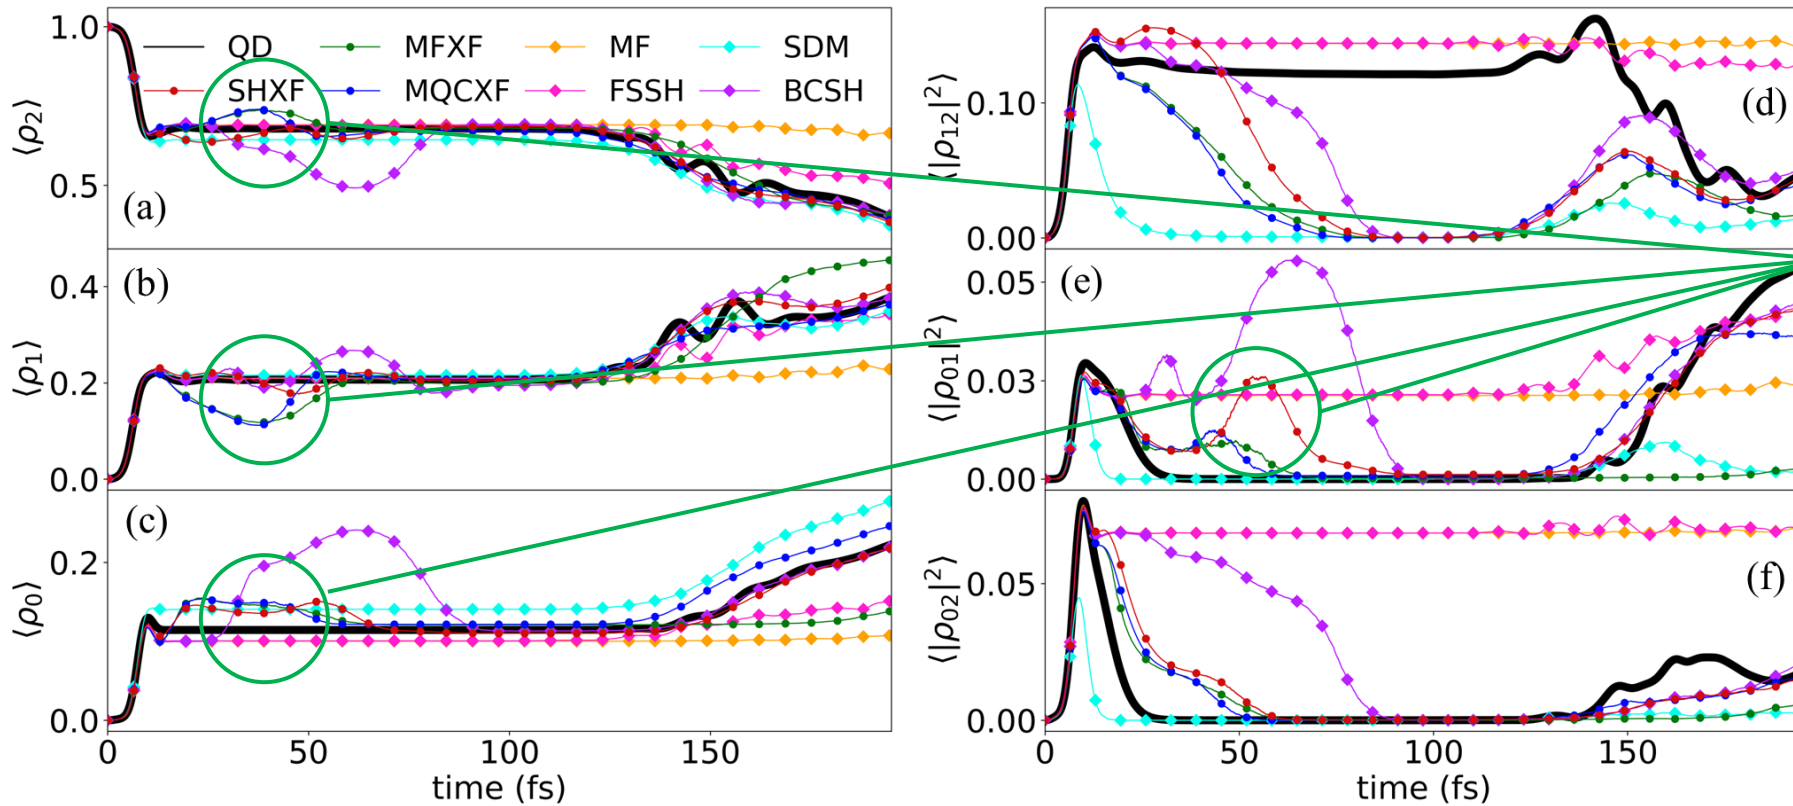 QD MFXF MF SDM
SHXF MQCXF FSSH BCSH
1.0
0.5
⟨ρ2⟩
(a)
0.4
0.2
0.0
⟨ρ1⟩
(b)
0.2
0.0
⟨ρ0⟩
(c)
0 50 100 150
time (fs)
0.10
0.00
⟨|ρ12|²⟩
(d)
0.05
0.03
0.00
⟨|ρ01|²⟩
(e)
0.05
0.00
⟨|ρ02|²⟩
(f)
0 50 100 150
time (fs)